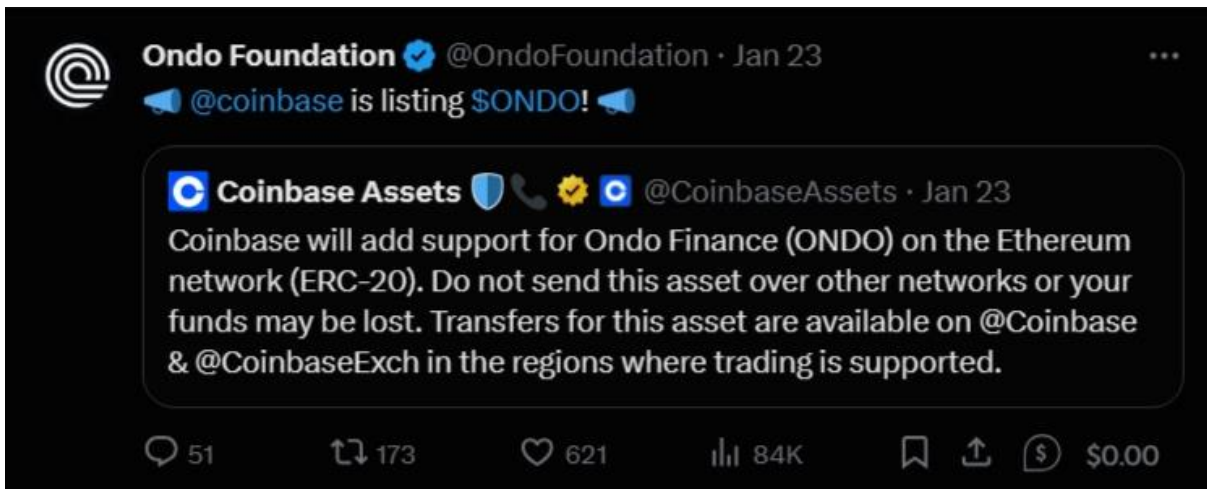 Ondo Foundation @OndoFoundation · Jan 23
@coinbase is listing $ONDO!
Coinbase Assets @CoinbaseAssets · Jan 23
Coinbase will add support for Ondo Finance (ONDO) on the Ethereum
network (ERC-20). Do not send this asset over other networks or your
funds may be lost. Transfers for this asset are available on @Coinbase
& @CoinbaseExch in the regions where trading is supported.
51 173 621 84K $ $0.00